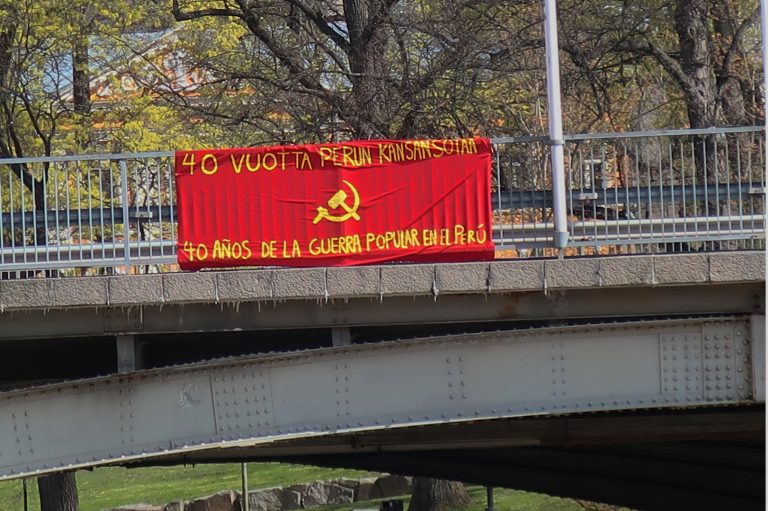 40 VUOTTA PERUN KANSANSOTAA
40 AÑOS DE LA GUERRA POPULAR EN EL PERÚ